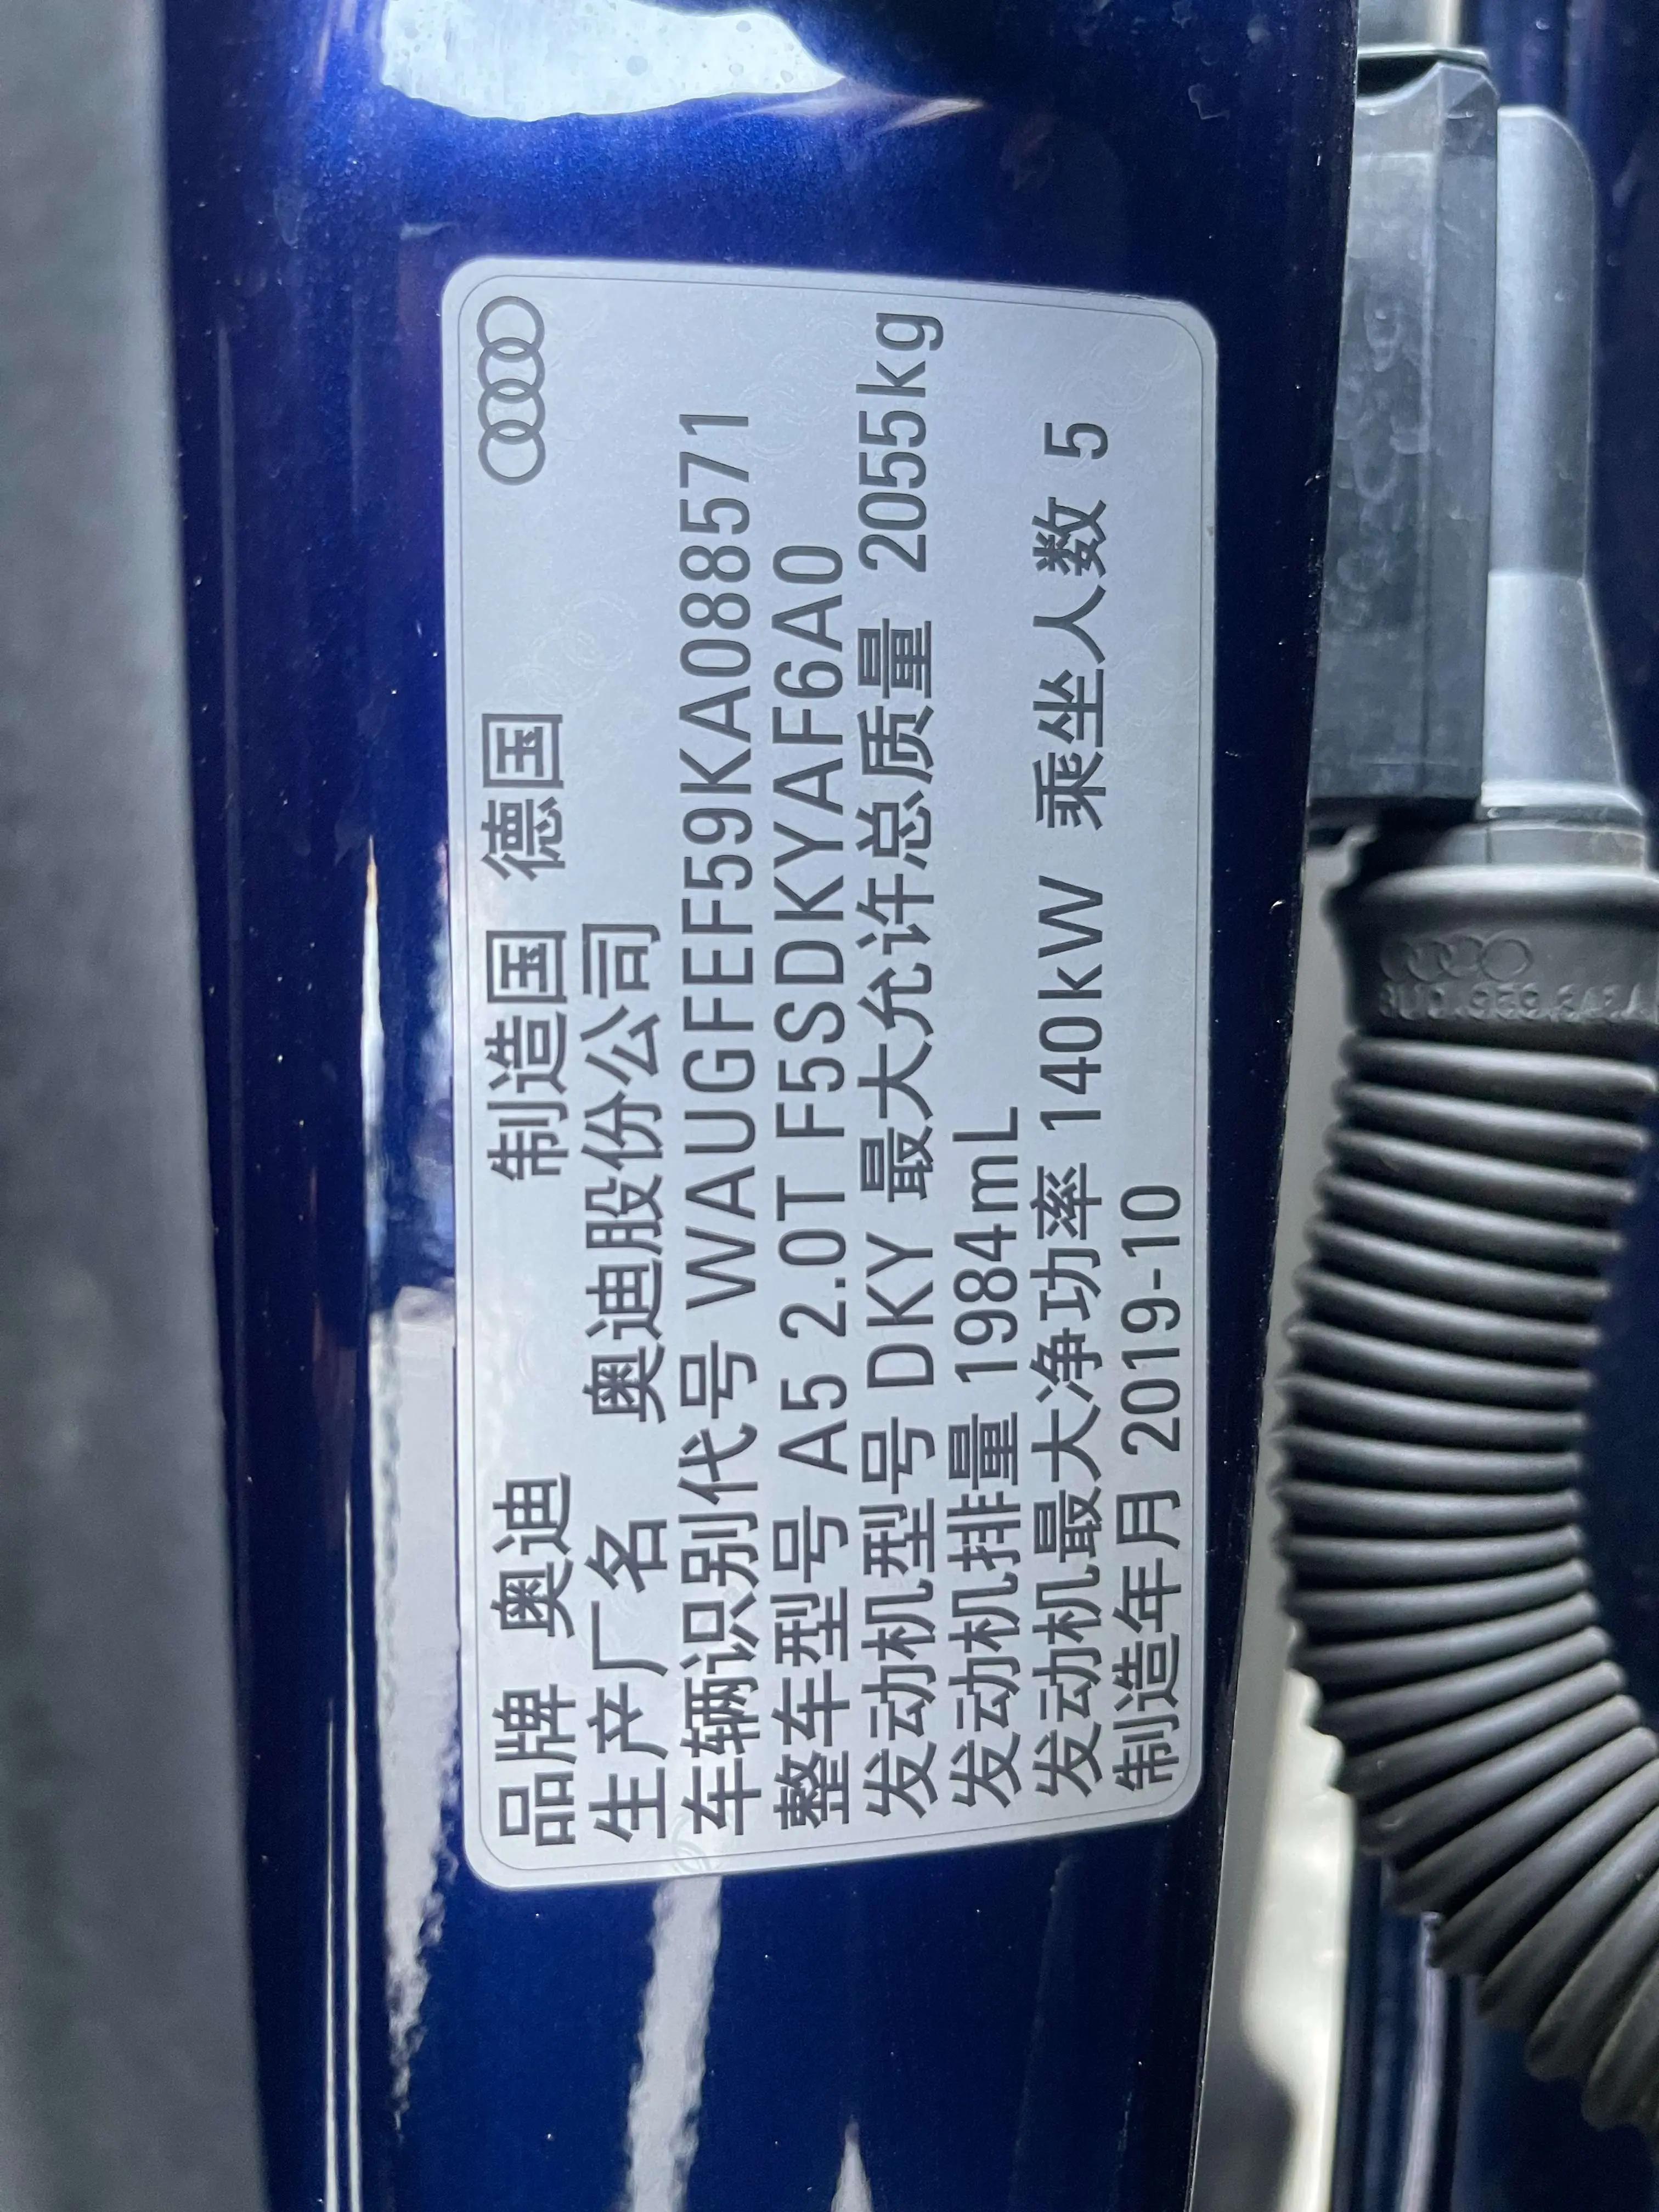 品牌 奥迪 制造国 德国
生产厂名 奥迪股份公司
车辆识别代号 WAUGFEF59KA088571
整车型号 A5 2.0T F5SDKYAF6A0
发动机型号 DKY 最大允许总质量 2055kg
发动机排量 1984mL
发动机最大净功率 140kW 乘坐人数 5
制造年月 2019-10